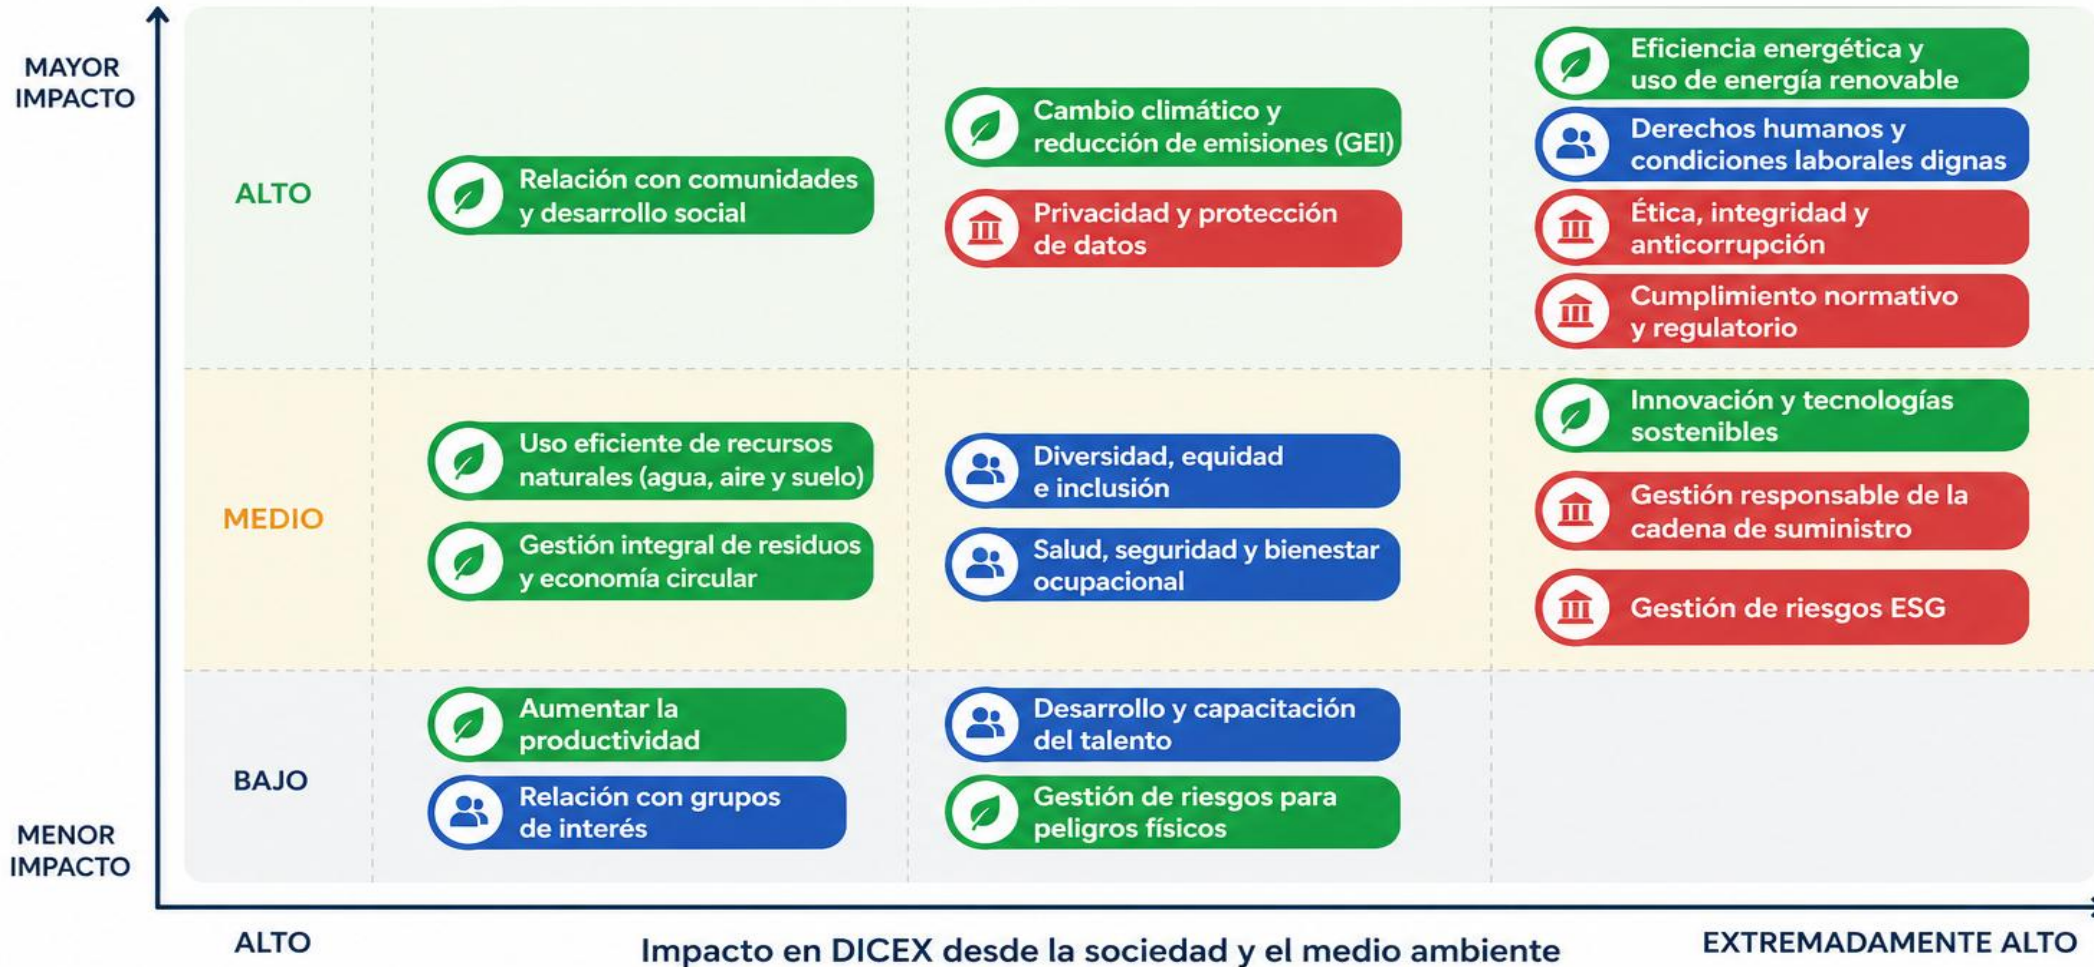 MAYOR
IMPACTO
ALTO
Relación con comunidades
y desarrollo social
Cambio climático y
reducción de emisiones (GEI)
Privacidad y protección
de datos
Eficiencia energética y
uso de energía renovable
Derechos humanos y
condiciones laborales dignas
Ética, integridad y
anticorrupción
Cumplimiento normativo
y regulatorio
MEDIO
Uso eficiente de recursos
naturales (agua, aire y suelo)
Gestión integral de residuos
y economía circular
Diversidad, equidad
e inclusión
Salud, seguridad y bienestar
ocupacional
Innovación y tecnologías
sostenibles
Gestión responsable de la
cadena de suministro
Gestión de riesgos ESG
BAJO
Aumentar la
productividad
Relación con grupos
de interés
Desarrollo y capacitación
del talento
Gestión de riesgos para
peligros físicos
MENOR
IMPACTO
ALTO
Impacto en DICEX desde la sociedad y el medio ambiente
EXTREMADAMENTE ALTO